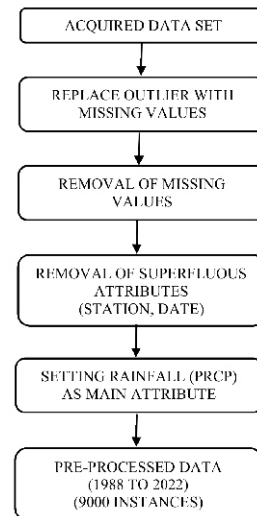 ACQUIRED DATA SET
REPLACE OUTLIER WITH
MISSING VALUES
REMOVAL OF MISSING
VALUES
REMOVAL OF SUPERFLUOUS
ATTRIBUTES
(STATION, DATE)
SETTING RAINFALL (PRCP)
AS MAIN ATTRIBUTE
PRE-PROCESSED DATA
(1988 TO 2022)
(9000 INSTANCES)